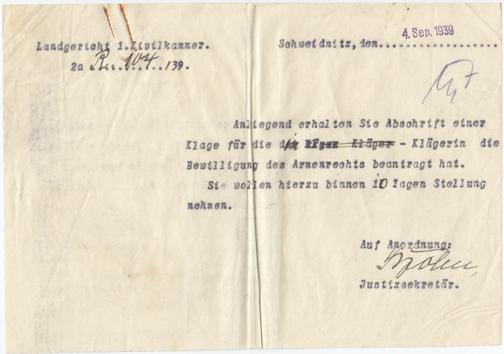 Landgericht 1.Zivilkammer.
2a R. 104 /39.
Schweidnitz, den 4. Sep. 1939
Anliegend erhalten Sie Abschrift einer
Klage für die Kläger - Klägerin die
Bewilligung des Armenrechts beantragt hat.
Sie wollen hierzu binnen 10 Tagen Stellung
nehmen.
Auf Anordnung:
Justizsekretär.